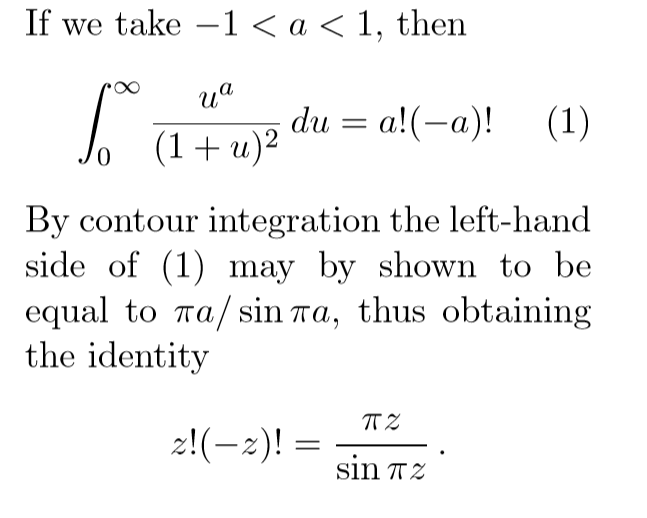 If we take −1 < a < 1, then
∫₀^∞ u^a / (1 + u)² du = a!(−a)! (1)
By contour integration the left-hand
side of (1) may by shown to be
equal to πa/ sin πa, thus obtaining
the identity
z!(−z)! = πz / sin πz .